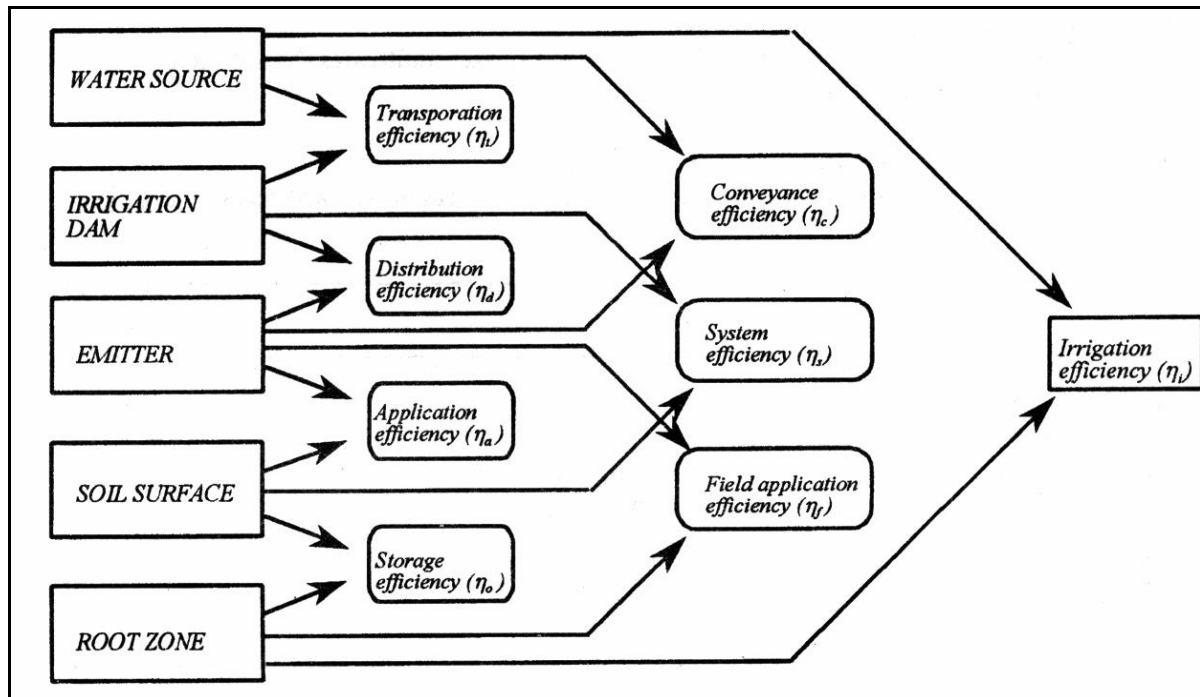 WATER SOURCE
Transporation
efficiency (ηt)
IRRIGATION
DAM
Distribution
efficiency (ηd)
EMITTER
Application
efficiency (ηa)
SOIL SURFACE
Storage
efficiency (ηo)
ROOT ZONE
Conveyance
efficiency (ηc)
System
efficiency (ηs)
Field application
efficiency (ηf)
Irrigation
efficiency (ηi)